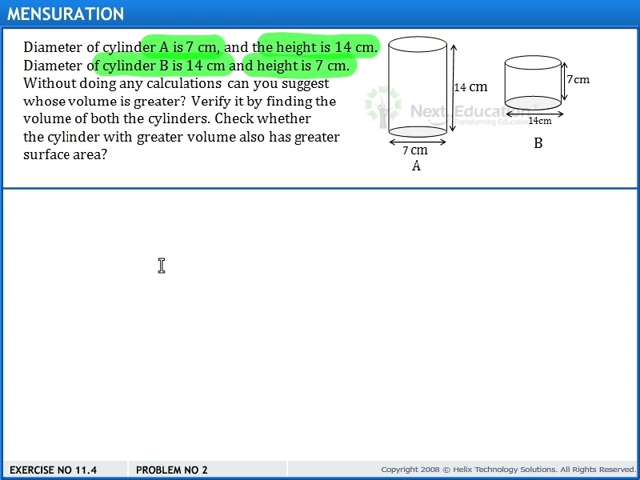 MENSURATION
Diameter of cylinder A is 7 cm, and the height is 14 cm.
Diameter of cylinder B is 14 cm and height is 7 cm.
Without doing any calculations can you suggest
whose volume is greater? Verify it by finding the
volume of both the cylinders. Check whether
the cylinder with greater volume also has greater
surface area?
14 cm
7 cm
A
7cm
14cm
B
Next Education
Transforming Education
EXERCISE NO 11.4
PROBLEM NO 2
Copyright 2008 © Helix Technology Solutions. All Rights Reserved.